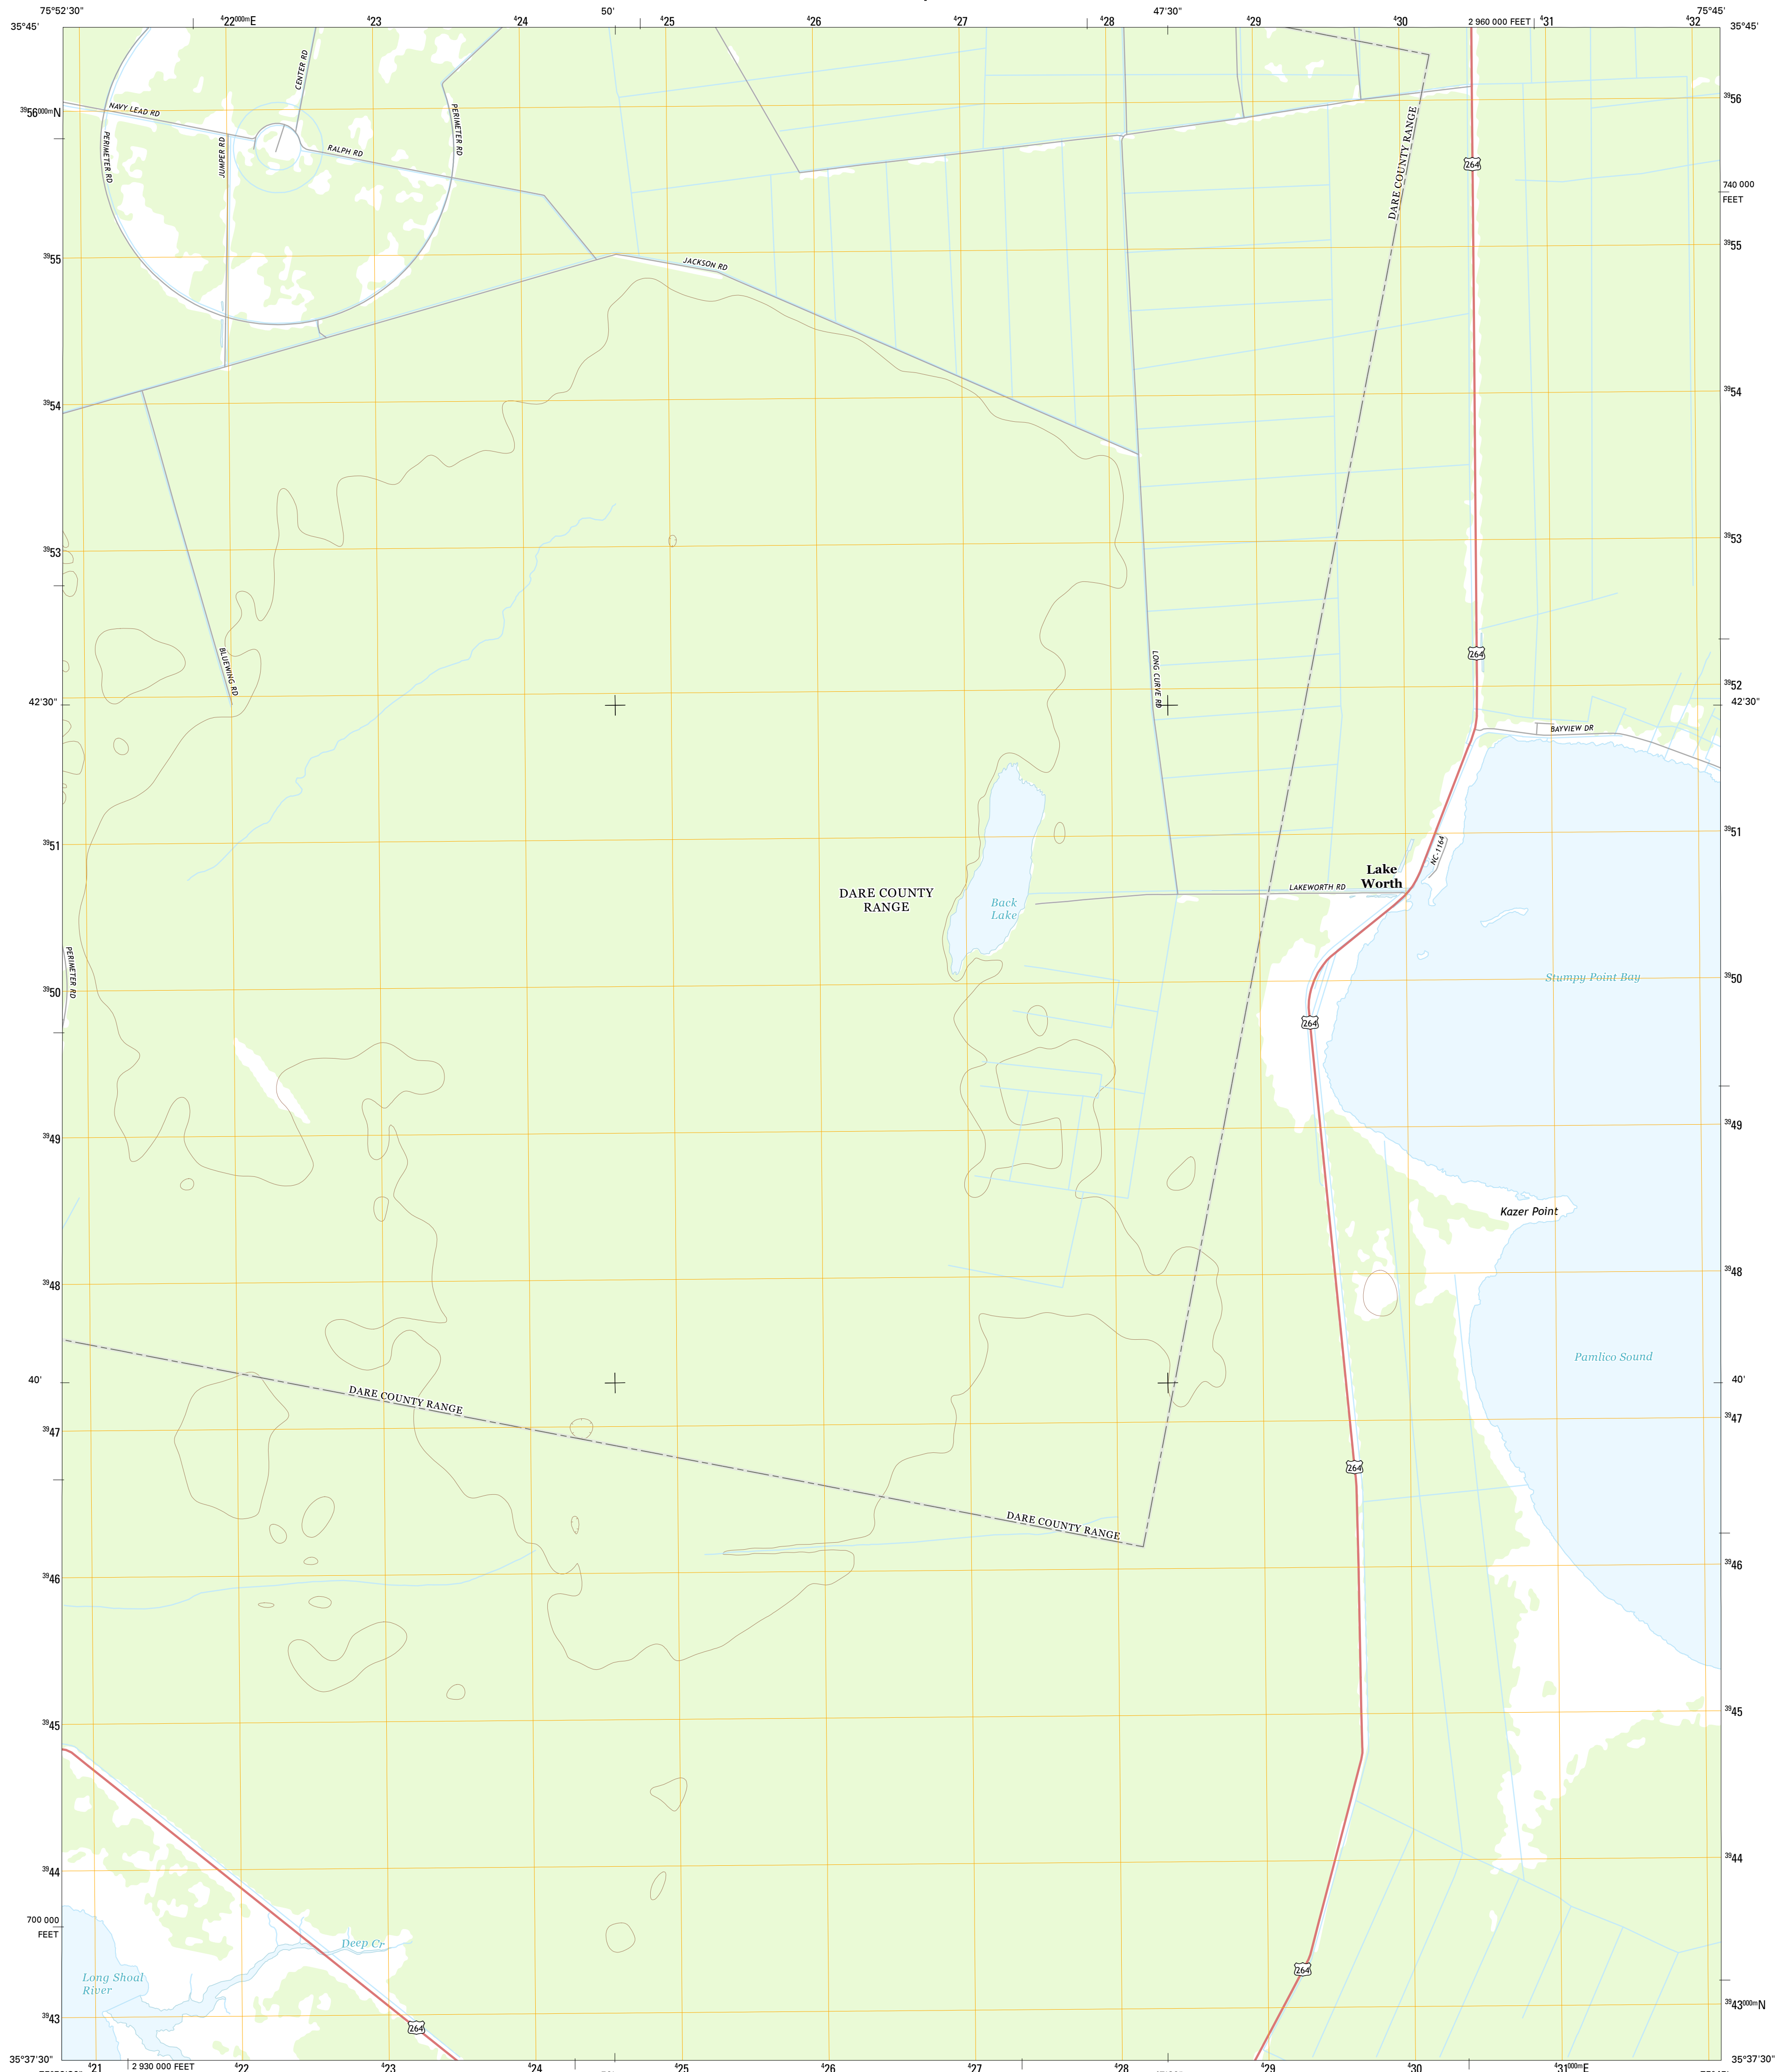 75°52'30"
⁴22⁰⁰⁰ᵐE
⁴23
⁴24
50'
⁴25
⁴26
⁴27
⁴28
47'30"
⁴29
⁴30
2 960 000 FEET
⁴31
75°45'
⁴32
35°45'
35°45'
CENTER RD
NAVY LEAD RD
PERIMETER RD
³⁹56⁰⁰⁰ᵐN
³⁹56
PERIMETER RD
JUMPER RD
RALPH RD
DARE COUNTY RANGE
264
740 000
FEET
³⁹55
JACKSON RD
³⁹55
³⁹54
³⁹54
³⁹53
³⁹53
BLUEWING RD
LONG CURVE RD
264
³⁹52
42'30"
42'30"
BAYVIEW DR
³⁹51
³⁹51
NC-1164
Lake
Worth
LAKEWORTH RD
DARE COUNTY
RANGE
Back
Lake
PERIMETER RD
Stumpy Point Bay
³⁹50
³⁹50
264
³⁹49
³⁹49
Kazer Point
³⁹48
³⁹48
Pamlico Sound
40'
40'
DARE COUNTY RANGE
³⁹47
³⁹47
264
DARE COUNTY RANGE
³⁹46
³⁹46
³⁹45
³⁹45
³⁹44
³⁹44
700 000
FEET
Deep Cr
Long Shoal
River
264
³⁹43
³⁹43⁰⁰⁰ᵐN
264
35°37'30"
35°37'30"
⁴21
2 930 000 FEET
⁴22
⁴23
⁴24
⁴25
⁴26
⁴27
⁴28
⁴29
⁴30
⁴31⁰⁰⁰ᵐE